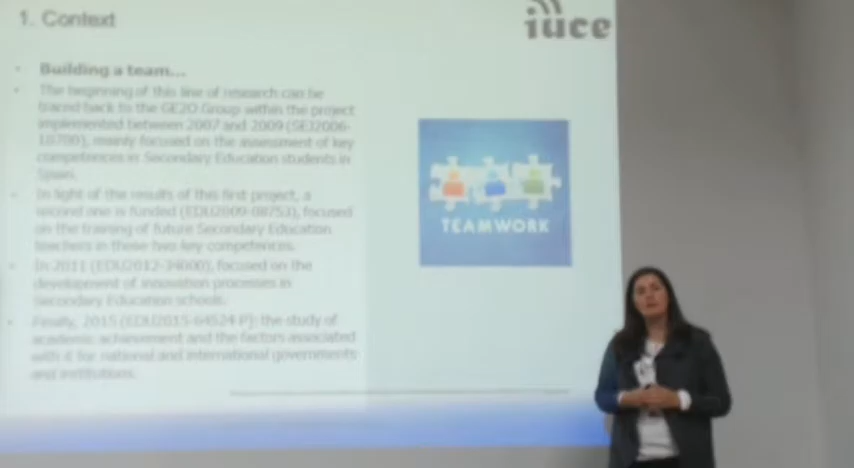 1. Context
iuce
Building a team...
The beginning of this line of research can be
traced back to the GE2O Group within the project
implemented between 2007 and 2009 (SEJ2006-
10700), mainly focused on the assessment of key
competences in Secondary Education students in
Spain.
In light of the results of this first project, a
second one is funded (EDU2009-08753), focused
on the training of future Secondary Education
teachers in these two key competences.
In 2011 (EDU2012-34000), focused on the
development of innovation processes in
Secondary Education schools.
Finally, 2015 (EDU2015-64524-P): the study of
academic achievement and the factors associated
with it for national and international governments
and institutions.
TEAMWORK